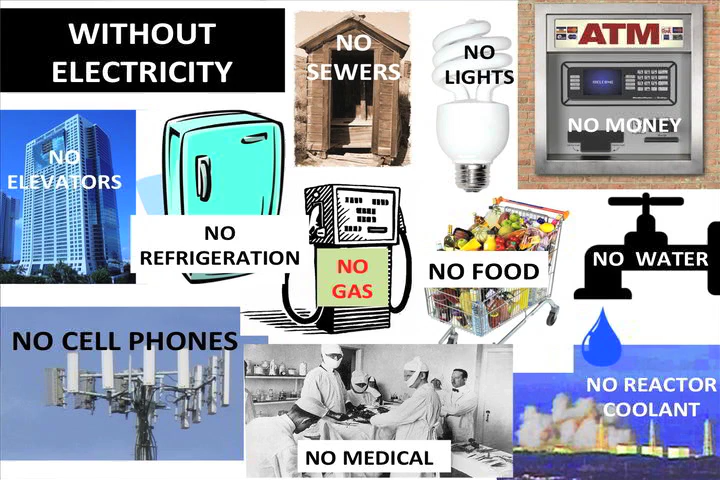 WITHOUT
ELECTRICITY
NO
SEWERS
NO
LIGHTS
ATM
WELCOME
NO MONEY
NO
ELEVATORS
NO
REFRIGERATION
NO
GAS
NO FOOD
NO WATER
NO CELL PHONES
NO MEDICAL
NO REACTOR
COOLANT